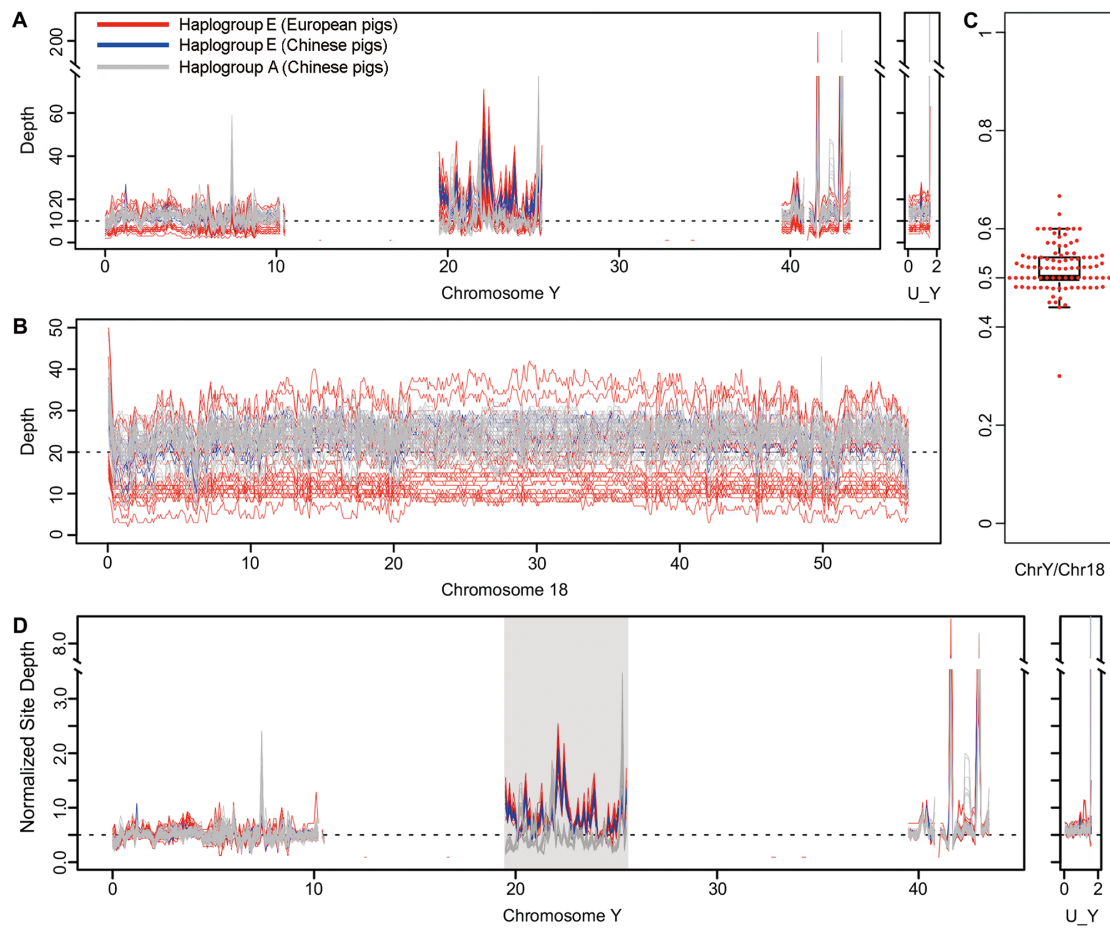 A
Haplogroup E (European pigs)
Haplogroup E (Chinese pigs)
Haplogroup A (Chinese pigs)
Depth
0 10 20 40 60 200
0 10 20 30 40
Chromosome Y
0 2
U_Y
B
Depth
0 10 20 30 40 50
0 10 20 30 40 50
Chromosome 18
C
0 0.2 0.4 0.5 0.6 0.8 1
ChrY/Chr18
D
Normalized Site Depth
0.0 1.0 2.0 3.0 8.0
0 10 20 30 40
Chromosome Y
0 2
U_Y